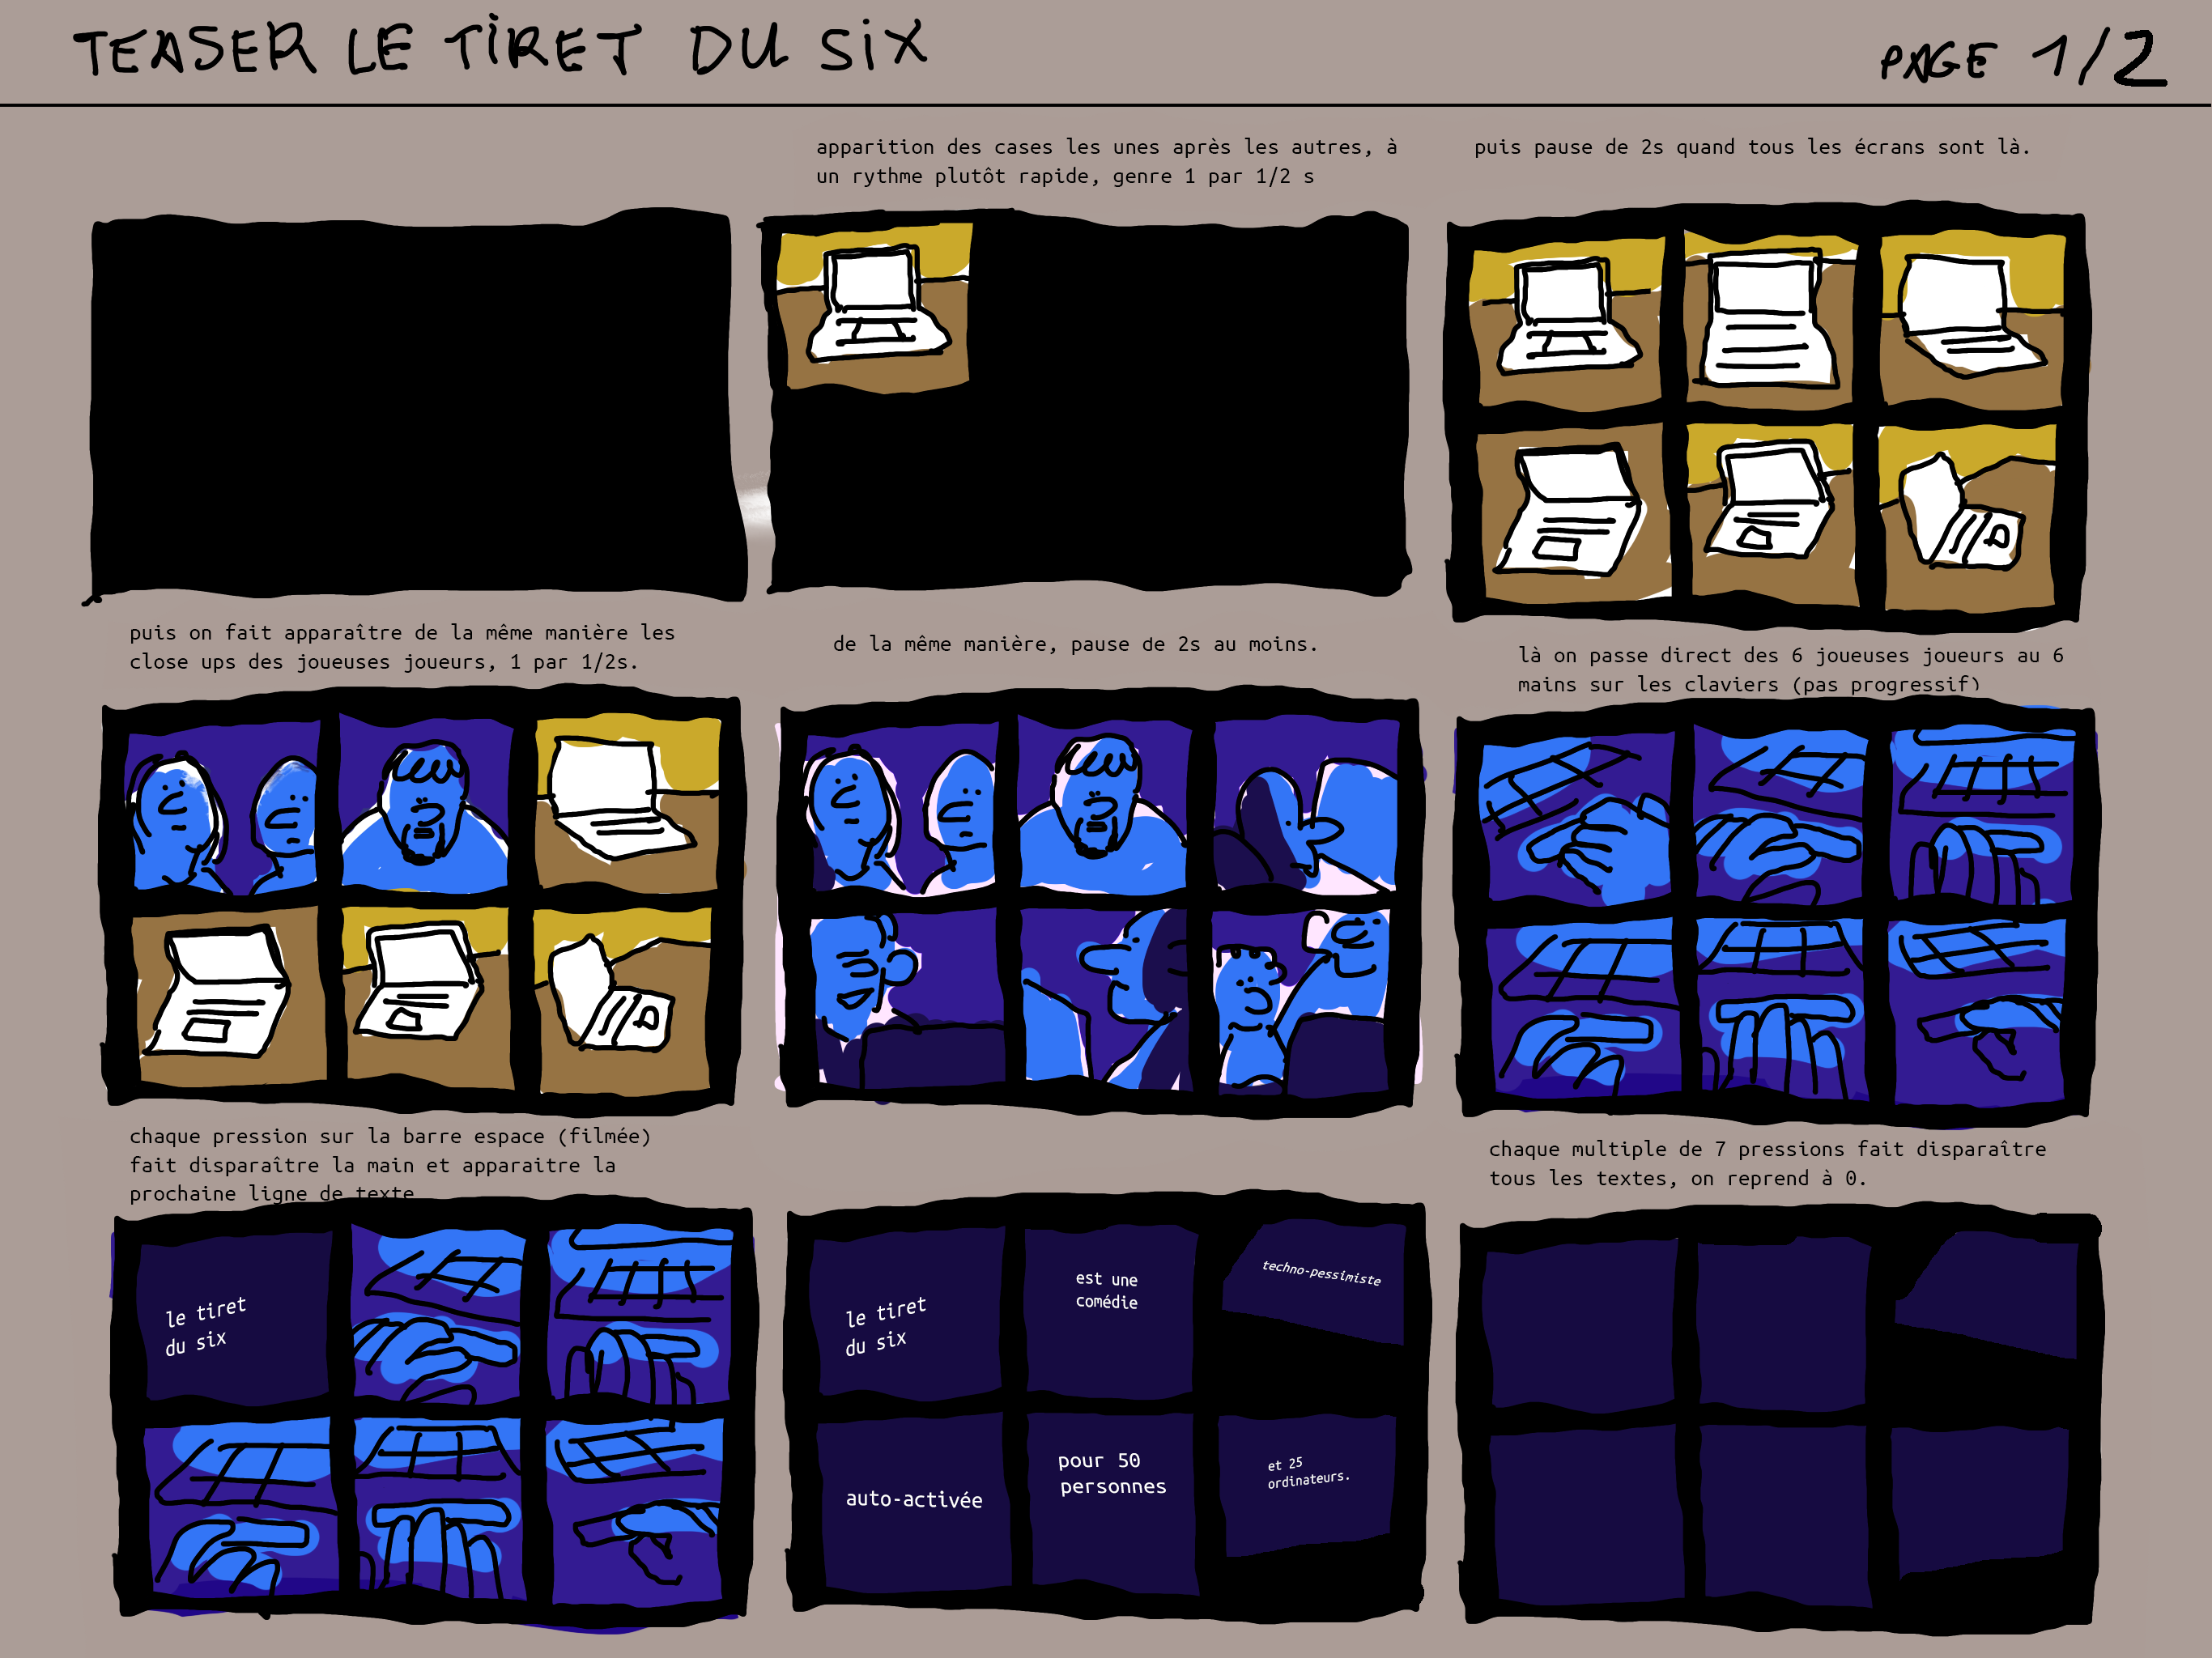 TEASER LE TIRET DU SIX
PAGE 1/2
apparition des cases les unes après les autres, à
un rythme plutôt rapide, genre 1 par 1/2 s
puis pause de 2s quand tous les écrans sont là.
puis on fait apparaître de la même manière les
close ups des joueuses joueurs, 1 par 1/2s.
de la même manière, pause de 2s au moins.
là on passe direct des 6 joueuses joueurs au 6
mains sur les claviers (pas progressif)
chaque pression sur la barre espace (filmée)
fait disparaître la main et apparaitre la
prochaine ligne de texte
chaque multiple de 7 pressions fait disparaître
tous les textes, on reprend à 0.
le tiret
du six
le tiret
du six
est une
comédie
techno-pessimiste
auto-activée
pour 50
personnes
et 25
ordinateurs.